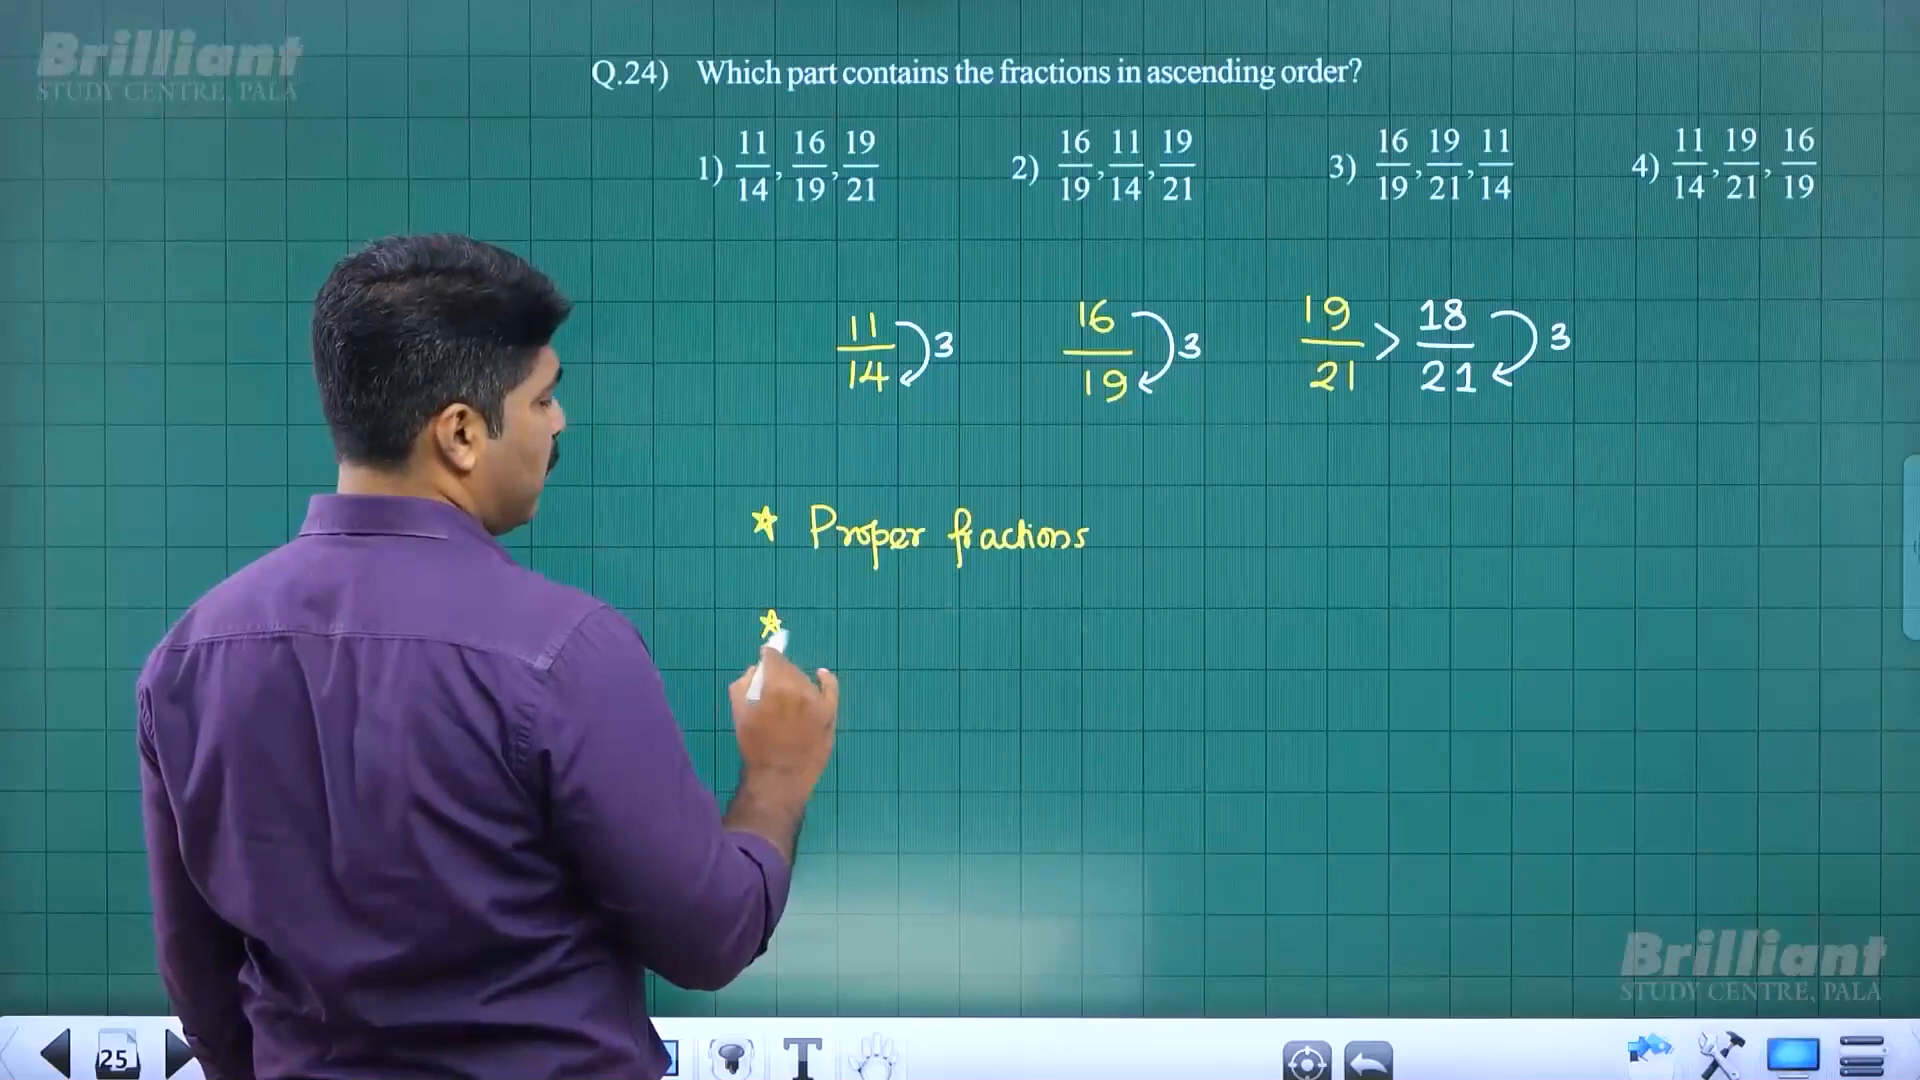 Brilliant
STUDY CENTRE, PALA
Q.24) Which part contains the fractions in ascending order?
1) 11/14, 16/19, 19/21 2) 16/19, 11/14, 19/21 3) 16/19, 19/21, 11/14 4) 11/14, 19/21, 16/19
11/14 3 16/19 3 19/21 > 18/21 3
★ Proper fractions
★
Brilliant
STUDY CENTRE, PALA
25 T